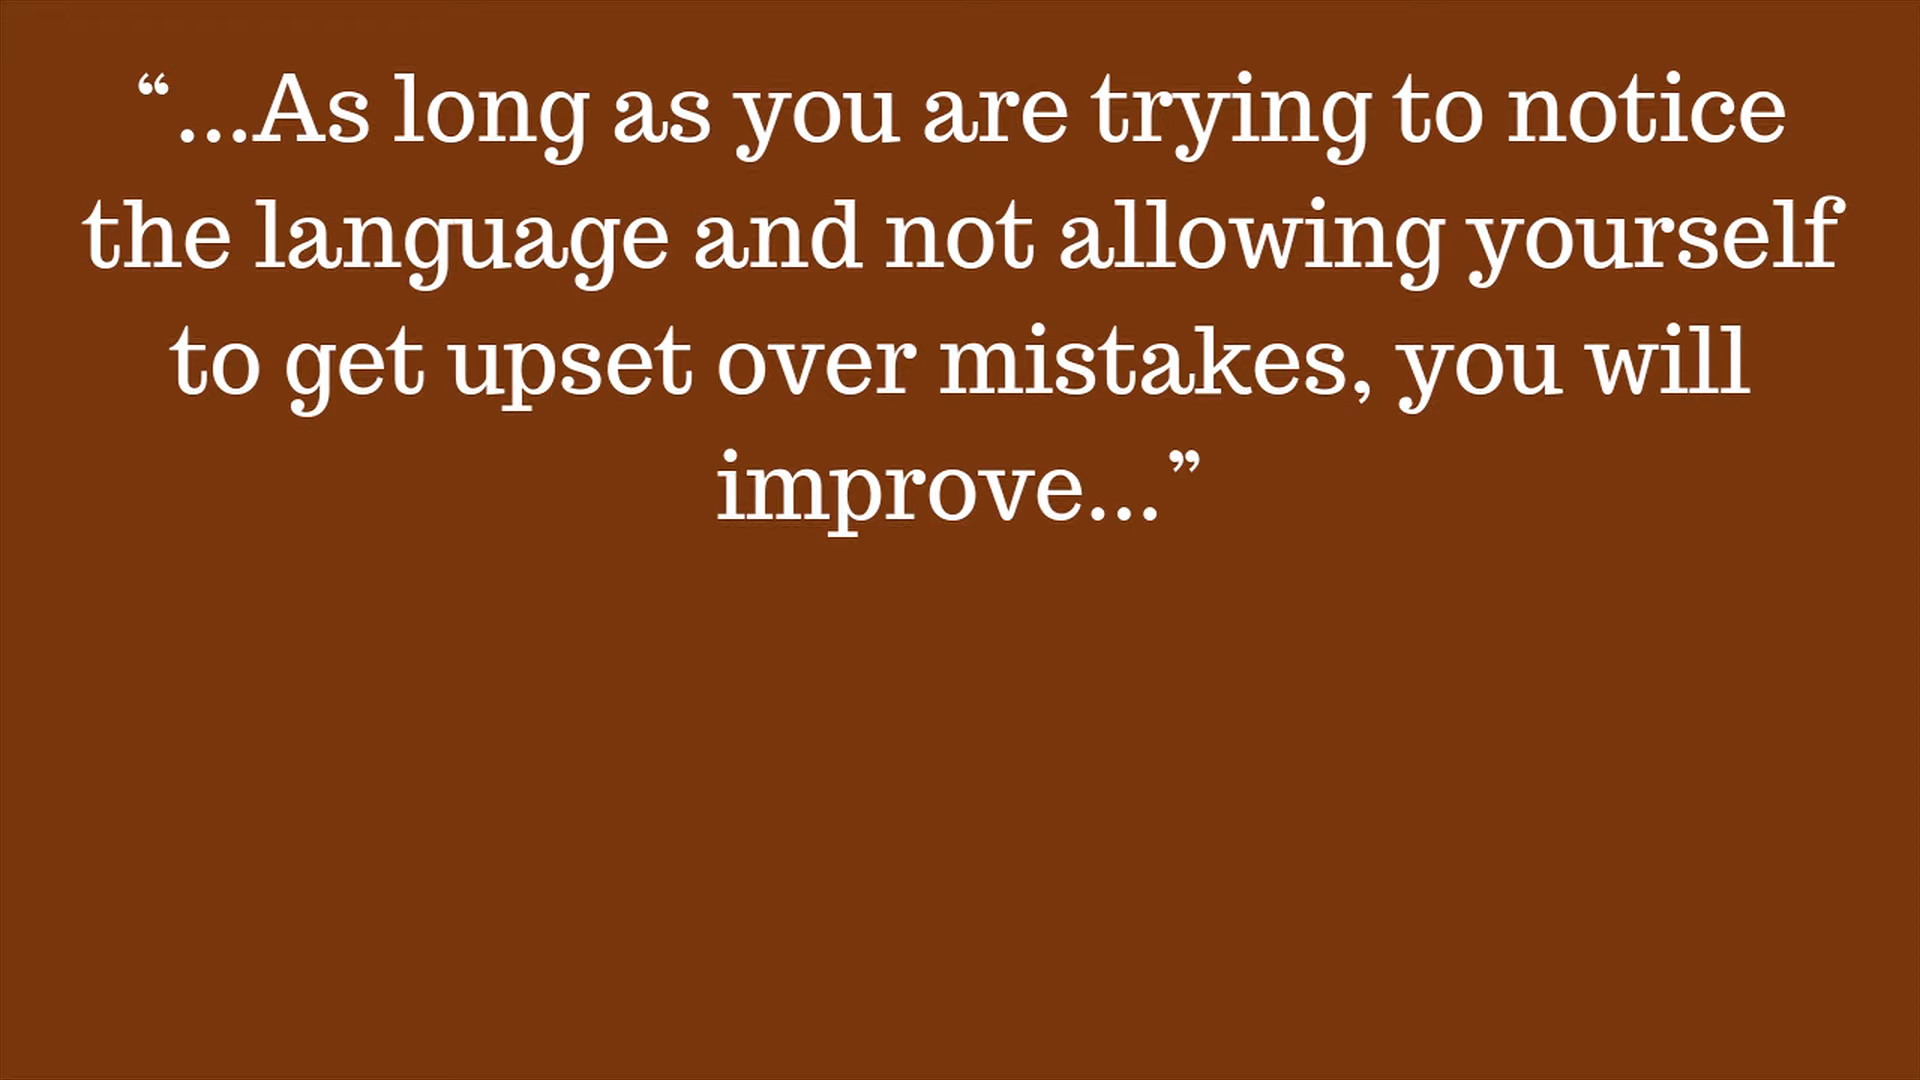 “...As long as you are trying to notice
the language and not allowing yourself
to get upset over mistakes, you will
improve...”